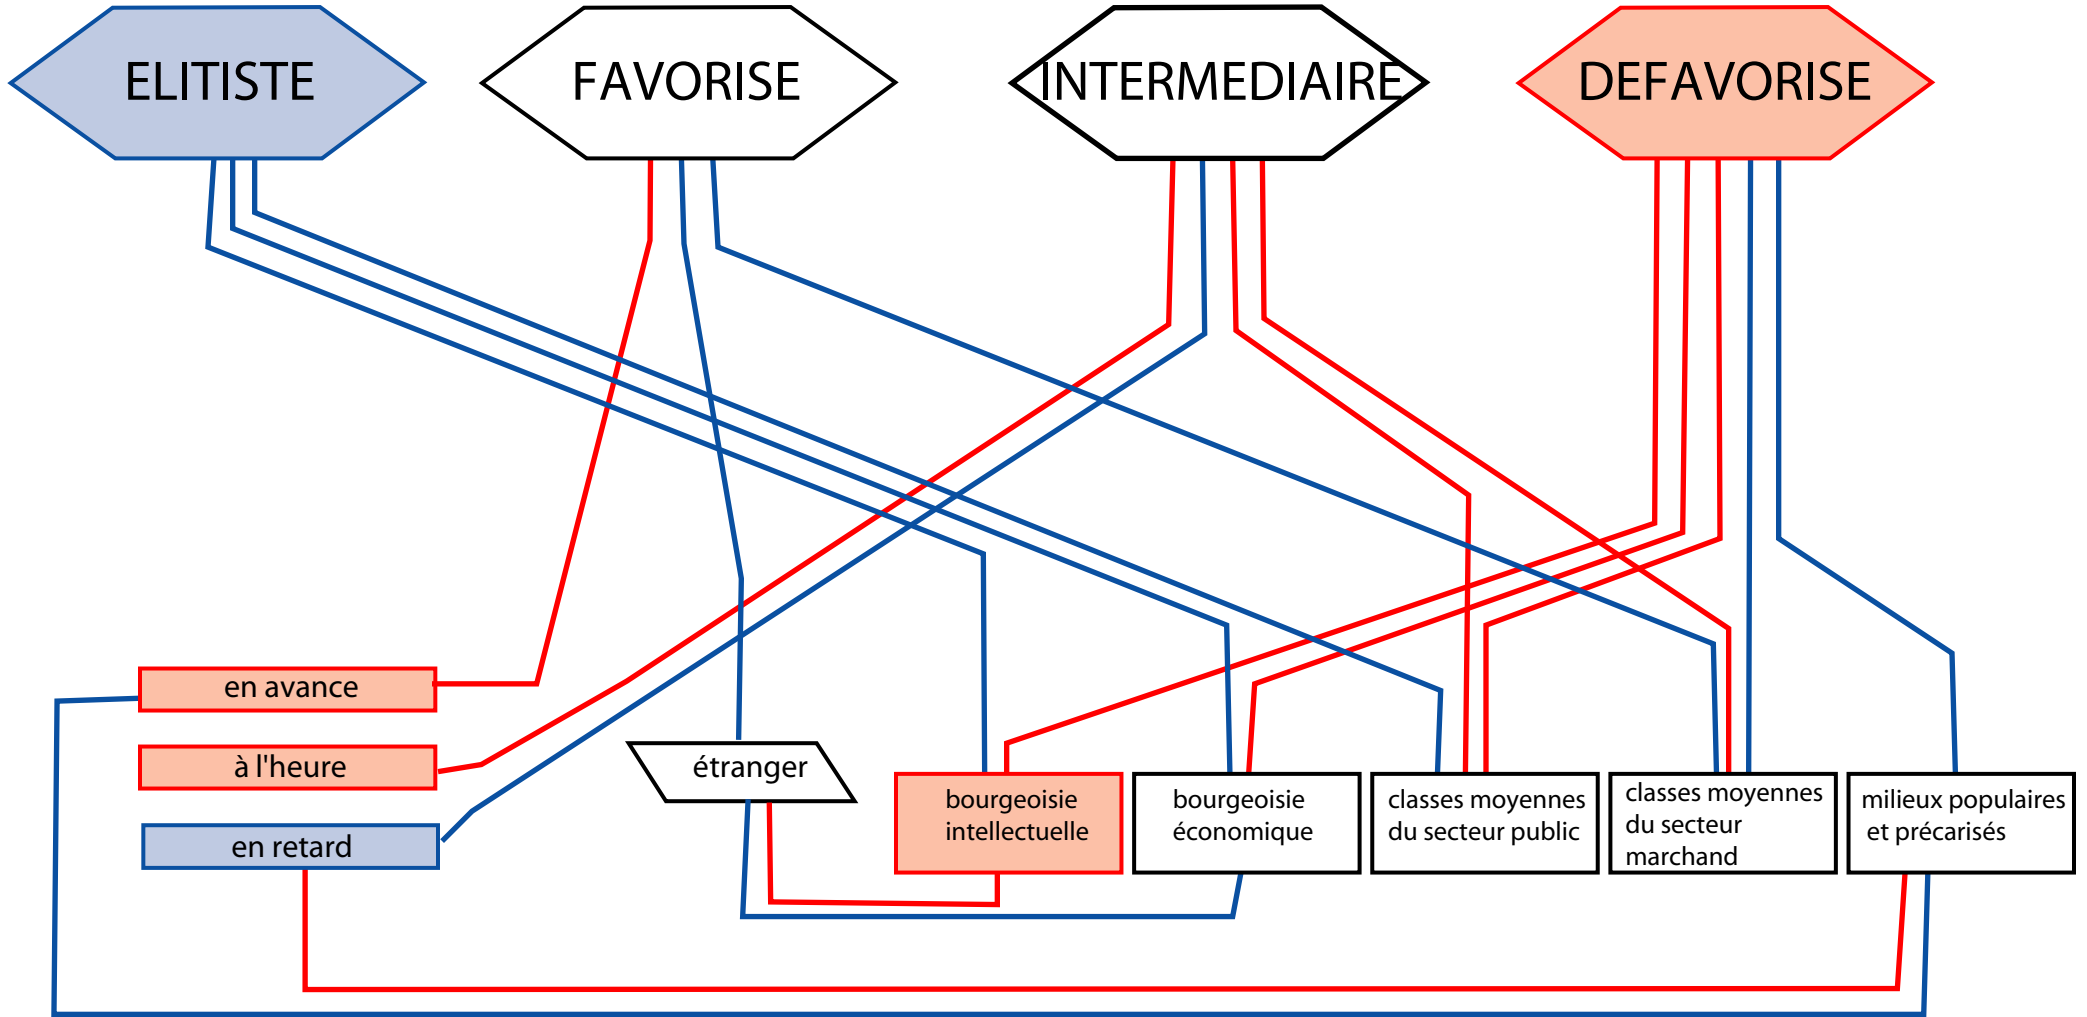 ELITISTE
FAVORISE
INTERMEDIAIRE
DEFAVORISE
en avance
à l'heure
en retard
étranger
bourgeoisie
intellectuelle
bourgeoisie
économique
classes moyennes
du secteur public
classes moyennes
du secteur
marchand
milieux populaires
et précarisés